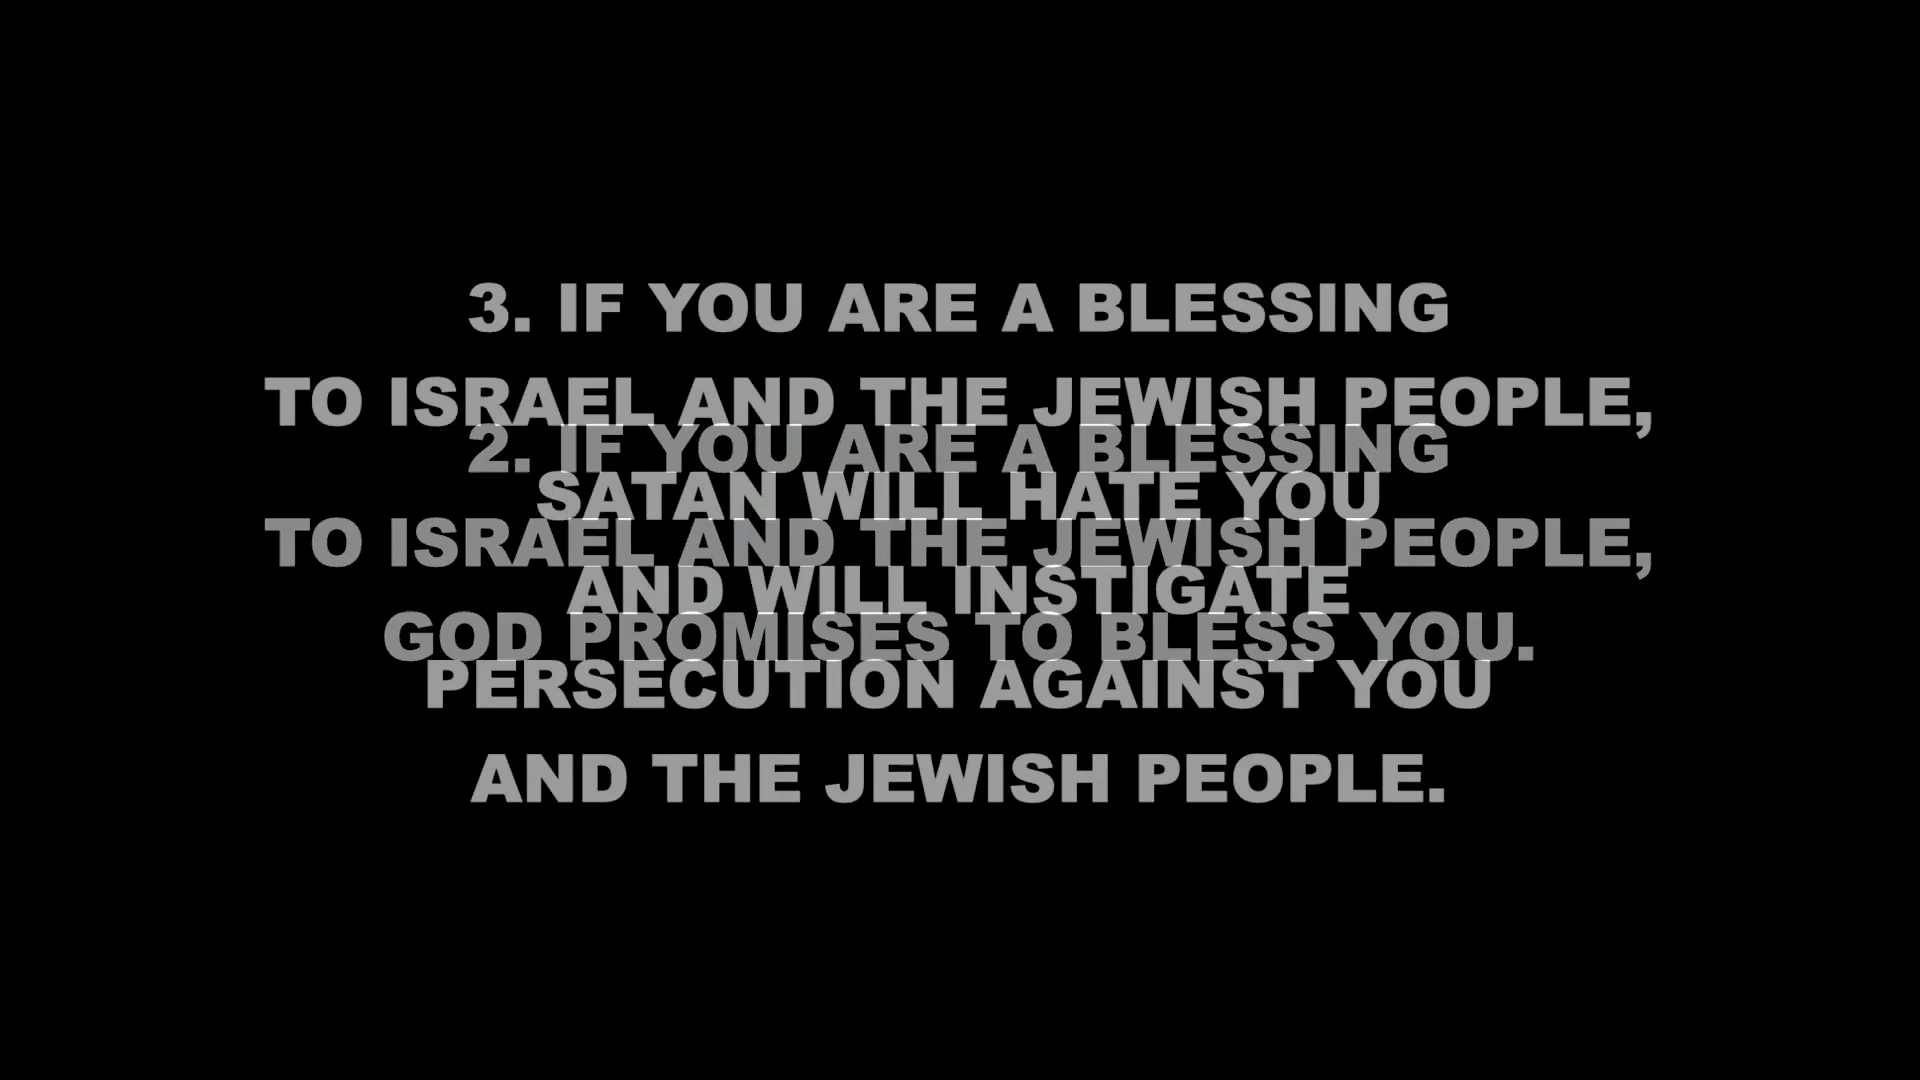 3. IF YOU ARE A BLESSING
TO ISRAEL AND THE JEWISH PEOPLE,
2. IF YOU ARE A BLESSING
SATAN WILL HATE YOU
TO ISRAEL AND THE JEWISH PEOPLE,
AND WILL INSTIGATE
GOD PROMISES TO BLESS YOU.
PERSECUTION AGAINST YOU
AND THE JEWISH PEOPLE.